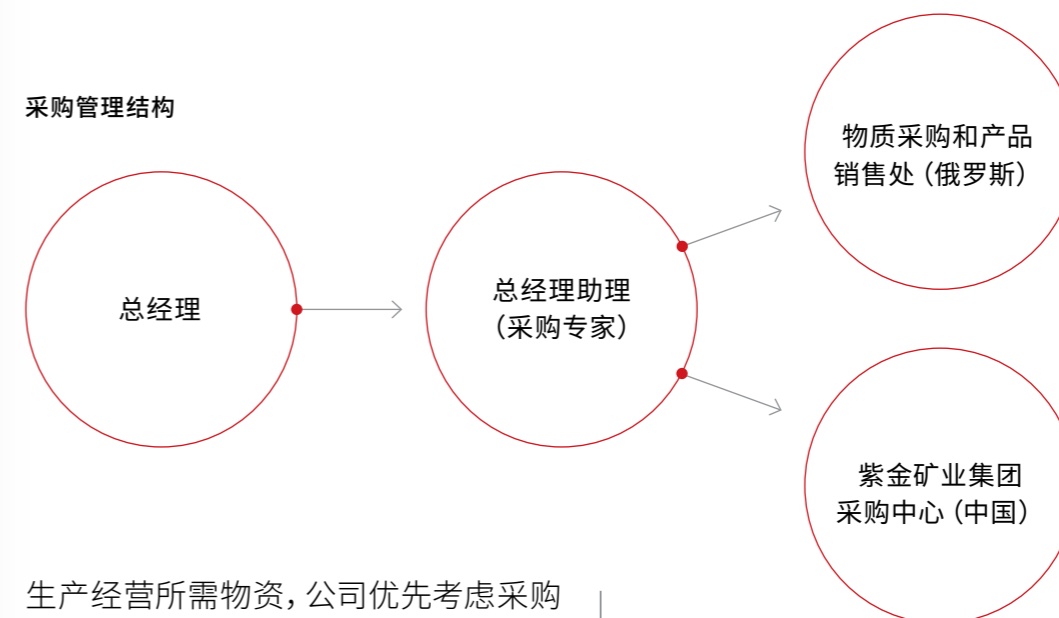 采购管理结构
总经理
总经理助理
（采购专家）
物质采购和产品
销售处（俄罗斯）
紫金矿业集团
采购中心（中国）
生产经营所需物资，公司优先考虑采购